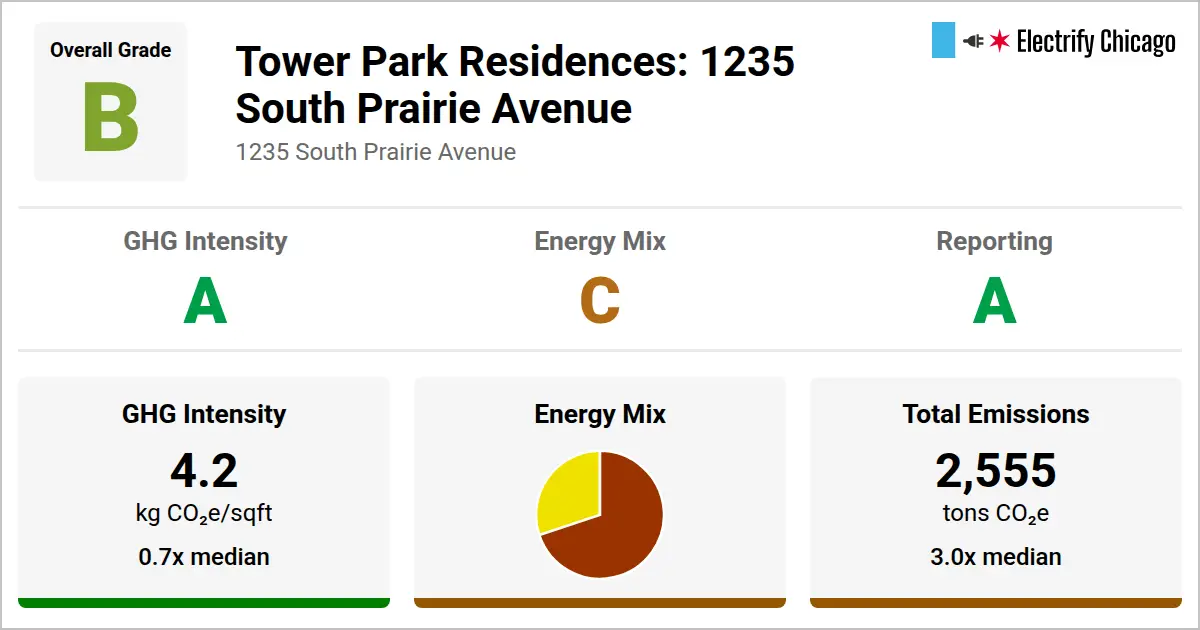 Overall Grade
B
Tower Park Residences: 1235
South Prairie Avenue
1235 South Prairie Avenue
Electrify Chicago
GHG Intensity
A
Energy Mix
C
Reporting
A
GHG Intensity
4.2
kg CO₂e/sqft
0.7x median
Energy Mix
Total Emissions
2,555
tons CO₂e
3.0x median